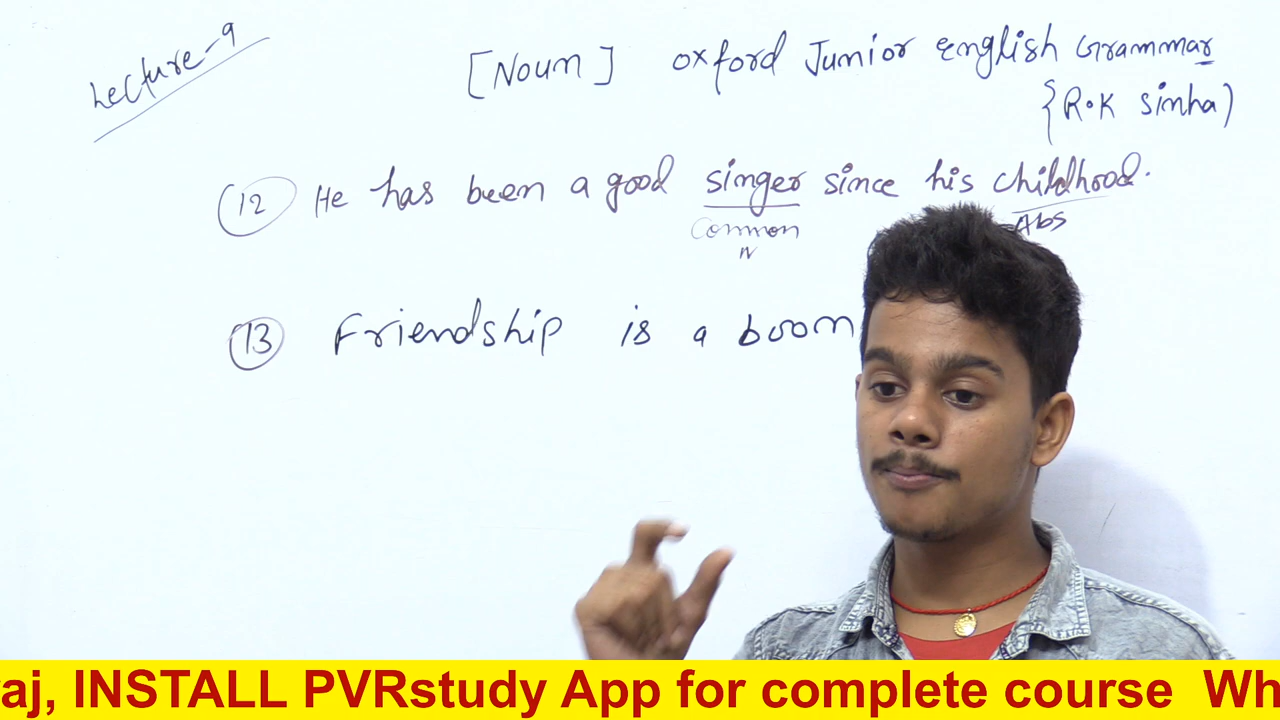 Lecture-9
[Noun] Oxford Junior English Grammar
{R.K Sinha)
(12) He has been a good singer since his childhood.
Common Abs
N
(13) Friendship is a boon
aj, INSTALL PVRstudy App for complete course Wh